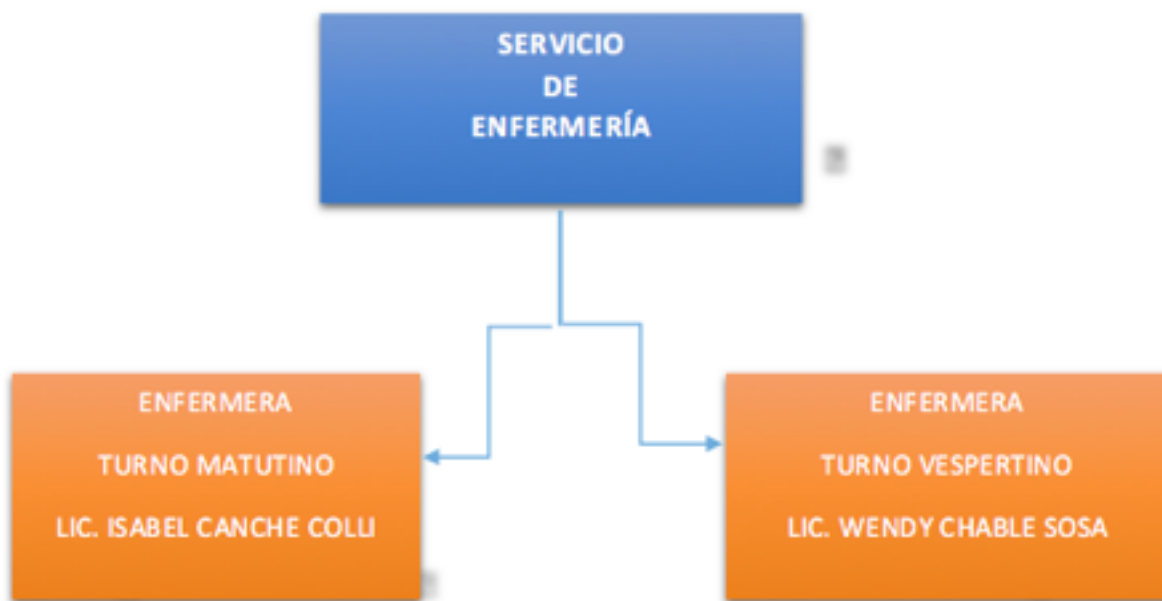 SERVICIO
DE
ENFERMERÍA
ENFERMERA
TURNO MATUTINO
LIC. ISABEL CANCHE COLLI
ENFERMERA
TURNO VESPERTINO
LIC. WENDY CHABLE SOSA